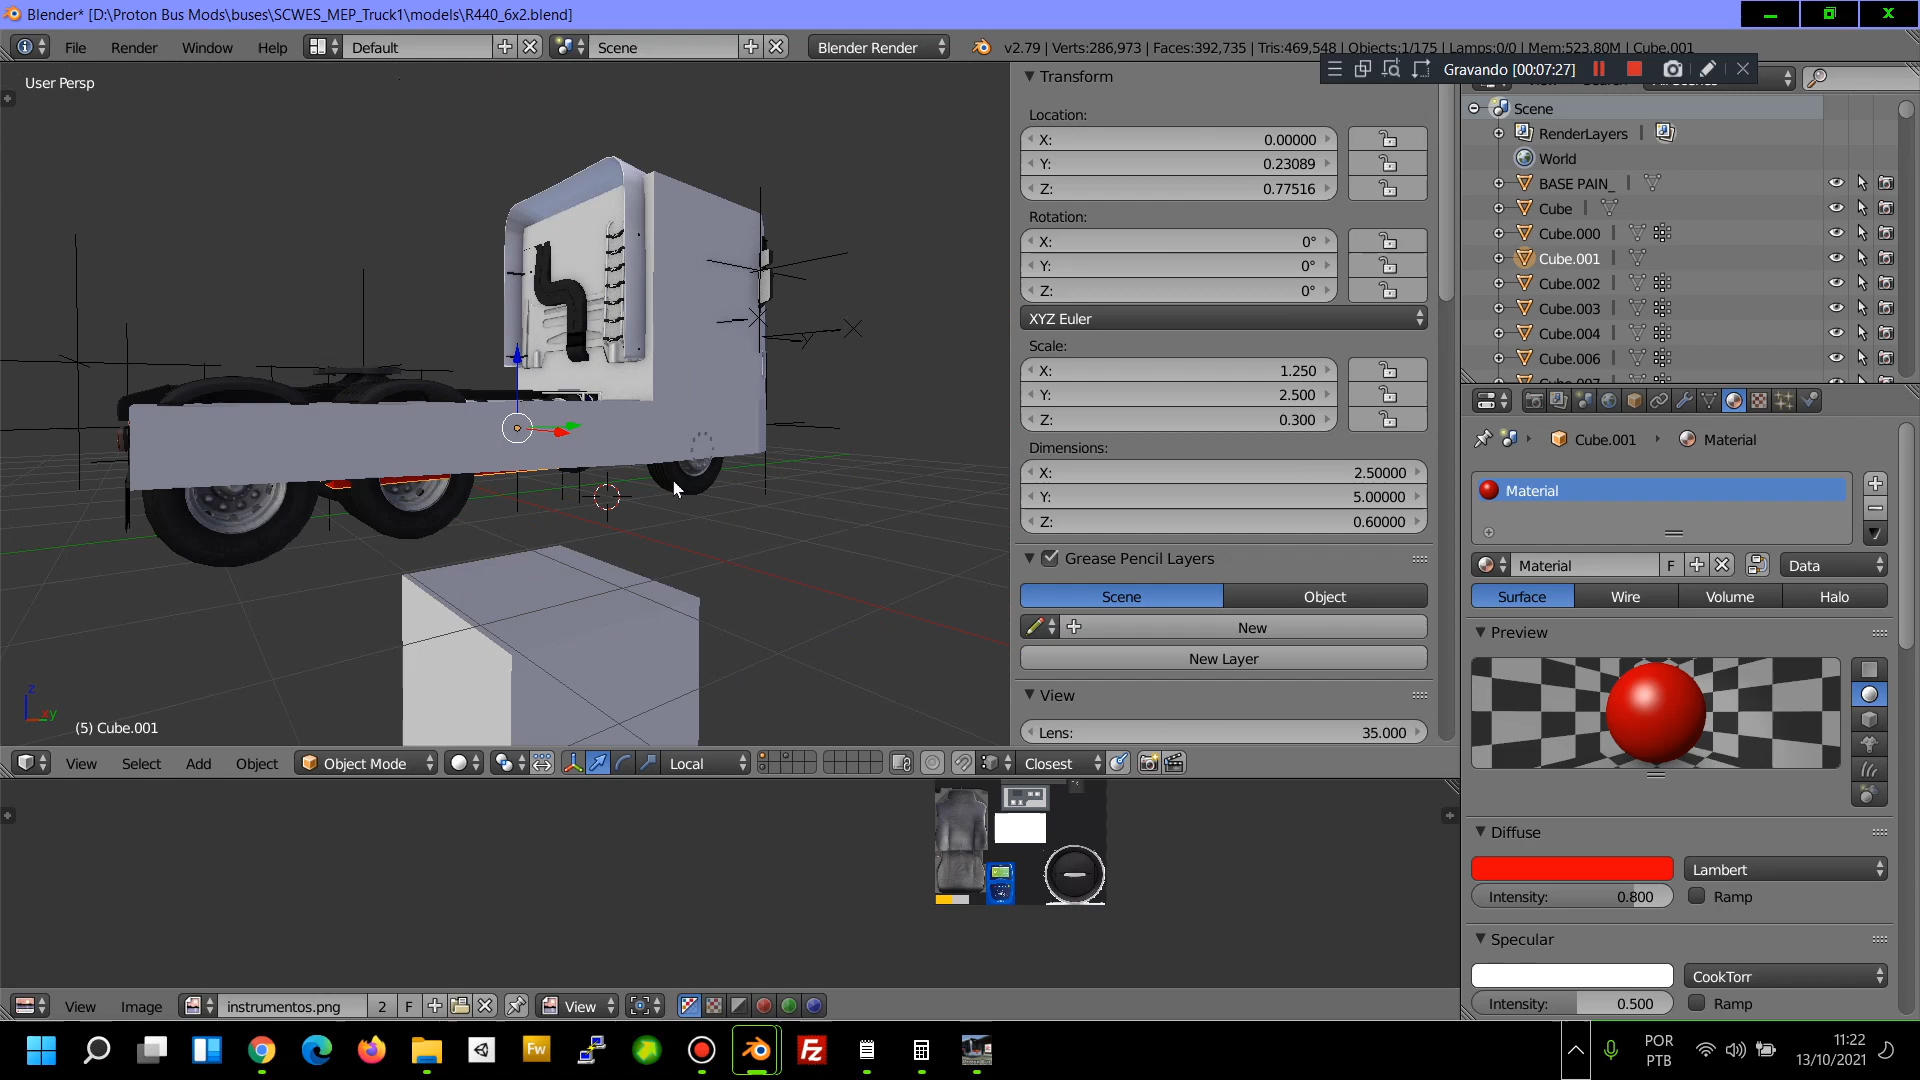 Blender* [D:\Proton Bus Mods\buses\SCWES_MEP_Truck1\models\R440_6x2.blend]
File Render Window Help Default Scene Blender Render v2.79 | Verts:286,973 | Faces:392,735 | Tris:469,548 | Objects:1/175 | Lamps:0/0 | Mem:523.80M | Cube.001
Gravando [00:07:27]
User Persp
Transform
Location:
X: 0.00000
Y: 0.23089
Z: 0.77516
Rotation:
X: 0°
Y: 0°
Z: 0°
XYZ Euler
Scale:
X: 1.250
Y: 2.500
Z: 0.300
Dimensions:
X: 2.50000
Y: 5.00000
Z: 0.60000
Grease Pencil Layers
Scene Object
New
New Layer
View
Lens: 35.000
(5) Cube.001
View Select Add Object Object Mode Local Closest
Scene
RenderLayers
World
BASE PAIN_
Cube
Cube.000
Cube.001
Cube.002
Cube.003
Cube.004
Cube.006
Cube.001 Material
Material
Material F Data
Surface Wire Volume Halo
Preview
Diffuse
Lambert
Intensity: 0.800 Ramp
Specular
CookTorr
Intensity: 0.500 Ramp
View Image instrumentos.png 2 F View
Fw
Fz
POR
PTB
11:22
13/10/2021